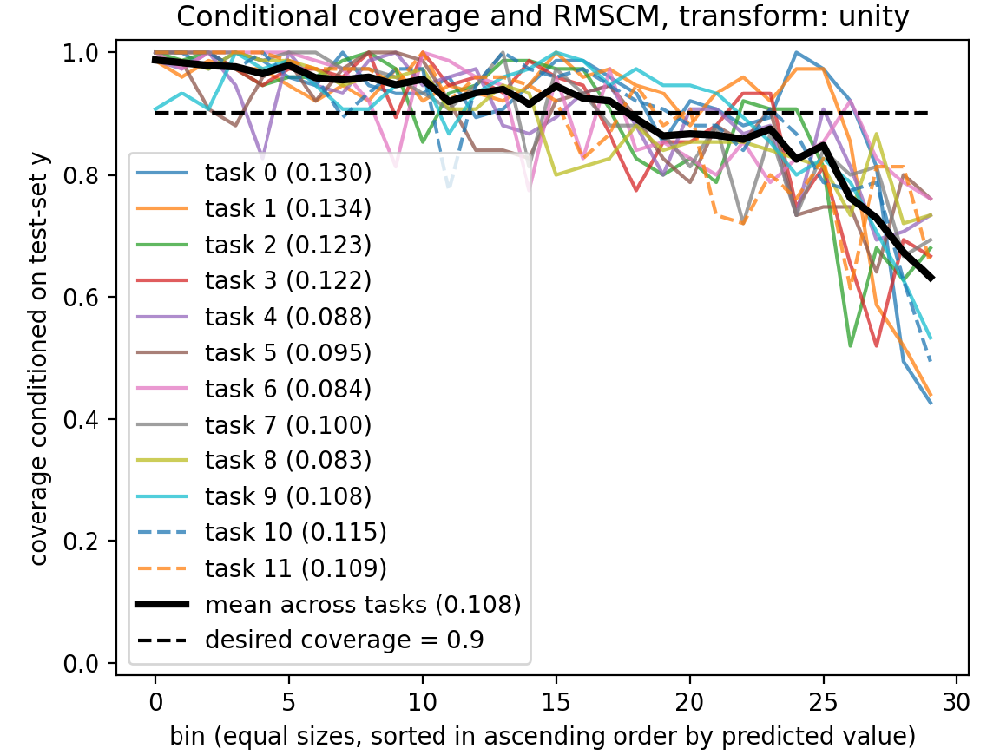 Conditional coverage and RMSCM, transform: unity
coverage conditioned on test-set y
1.0
0.8
0.6
0.4
0.2
0.0
task 0 (0.130)
task 1 (0.134)
task 2 (0.123)
task 3 (0.122)
task 4 (0.088)
task 5 (0.095)
task 6 (0.084)
task 7 (0.100)
task 8 (0.083)
task 9 (0.108)
task 10 (0.115)
task 11 (0.109)
mean across tasks (0.108)
desired coverage = 0.9
0 5 10 15 20 25 30
bin (equal sizes, sorted in ascending order by predicted value)